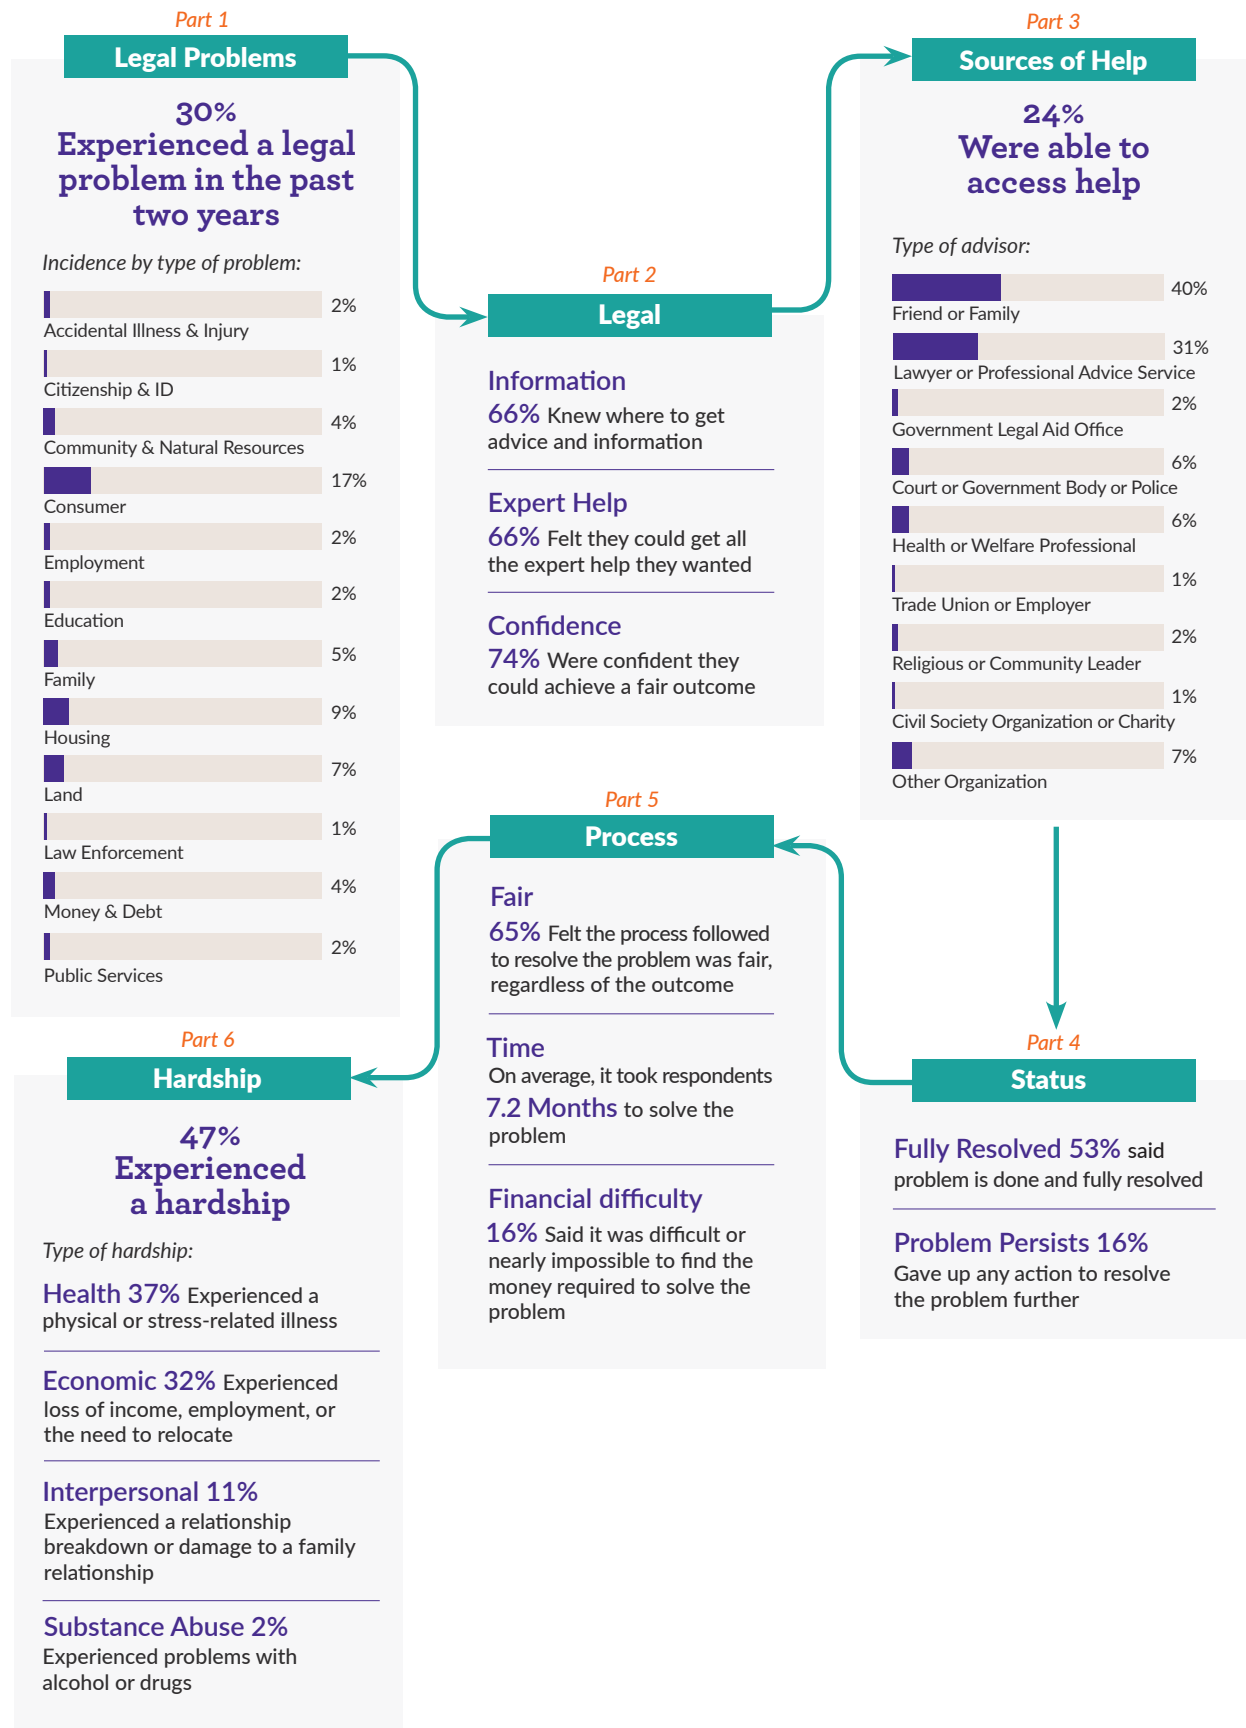 Part 1
Legal Problems
30%
Experienced a legal
problem in the past
two years
Incidence by type of problem:
2%
Accidental Illness & Injury
1%
Citizenship & ID
4%
Community & Natural Resources
17%
Consumer
2%
Employment
2%
Education
5%
Family
9%
Housing
7%
Land
1%
Law Enforcement
4%
Money & Debt
2%
Public Services
Part 2
Legal
Information
66% Knew where to get
advice and information
Expert Help
66% Felt they could get all
the expert help they wanted
Confidence
74% Were confident they
could achieve a fair outcome
Part 3
Sources of Help
24%
Were able to
access help
Type of advisor:
40%
Friend or Family
31%
Lawyer or Professional Advice Service
2%
Government Legal Aid Office
6%
Court or Government Body or Police
6%
Health or Welfare Professional
1%
Trade Union or Employer
2%
Religious or Community Leader
1%
Civil Society Organization or Charity
7%
Other Organization
Part 4
Status
Fully Resolved 53% said
problem is done and fully resolved
Problem Persists 16%
Gave up any action to resolve
the problem further
Part 5
Process
Fair
65% Felt the process followed
to resolve the problem was fair,
regardless of the outcome
Time
On average, it took respondents
7.2 Months to solve the
problem
Financial difficulty
16% Said it was difficult or
nearly impossible to find the
money required to solve the
problem
Part 6
Hardship
47%
Experienced
a hardship
Type of hardship:
Health 37% Experienced a
physical or stress-related illness
Economic 32% Experienced
loss of income, employment, or
the need to relocate
Interpersonal 11%
Experienced a relationship
breakdown or damage to a family
relationship
Substance Abuse 2%
Experienced problems with
alcohol or drugs